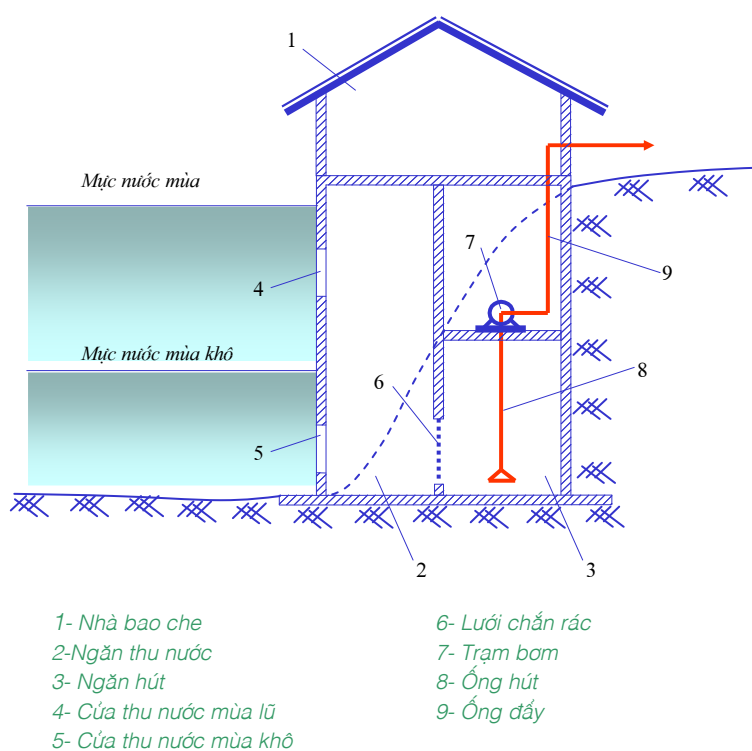 1
Mực nước mùa
7
4
9
Mực nước mùa khô
6
8
5
2
3
1- Nhà bao che
2-Ngăn thu nước
3- Ngăn hút
4- Cửa thu nước mùa lũ
5- Cửa thu nước mùa khô
6- Lưới chắn rác
7- Trạm bơm
8- Ống hút
9- Ống đẩy